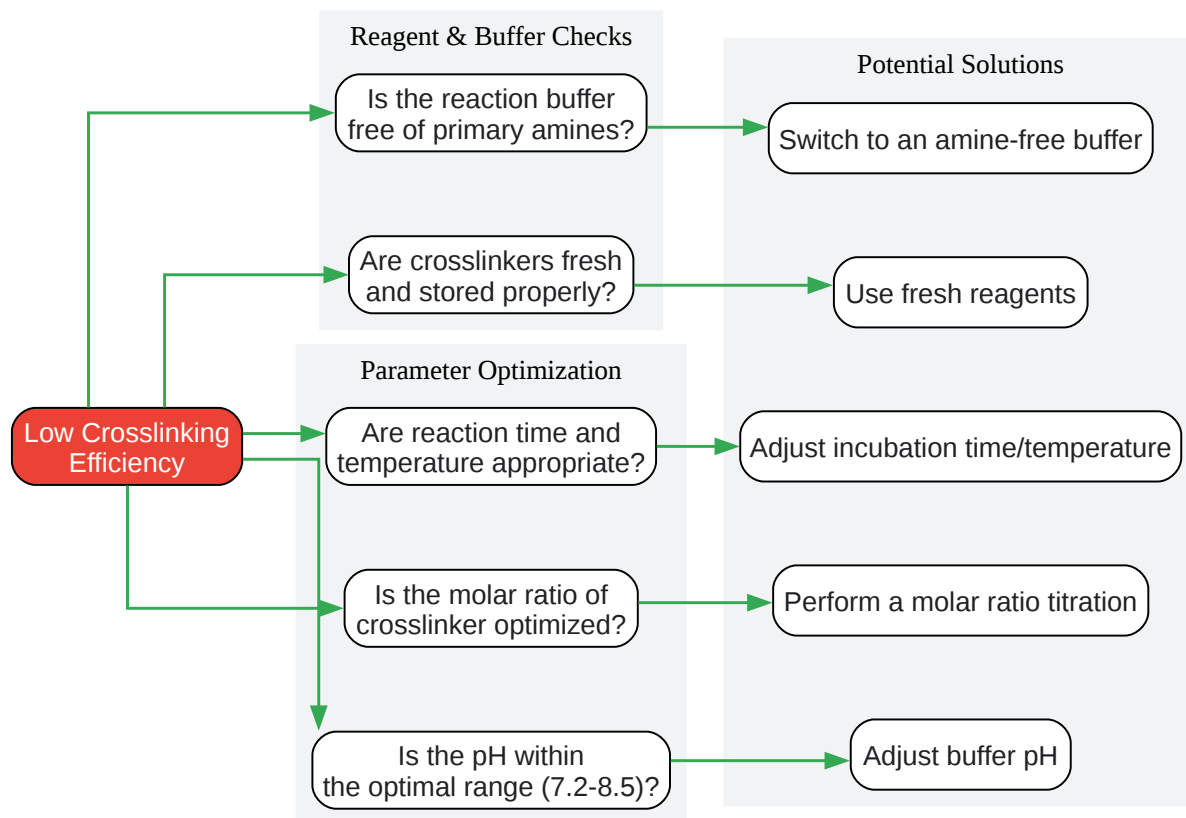 Reagent & Buffer Checks
Is the reaction buffer
free of primary amines?
Are crosslinkers fresh
and stored properly?
Potential Solutions
Switch to an amine-free buffer
Use fresh reagents
Low Crosslinking
Efficiency
Parameter Optimization
Are reaction time and
temperature appropriate?
Is the molar ratio of
crosslinker optimized?
Is the pH within
the optimal range (7.2-8.5)?
Adjust incubation time/temperature
Perform a molar ratio titration
Adjust buffer pH